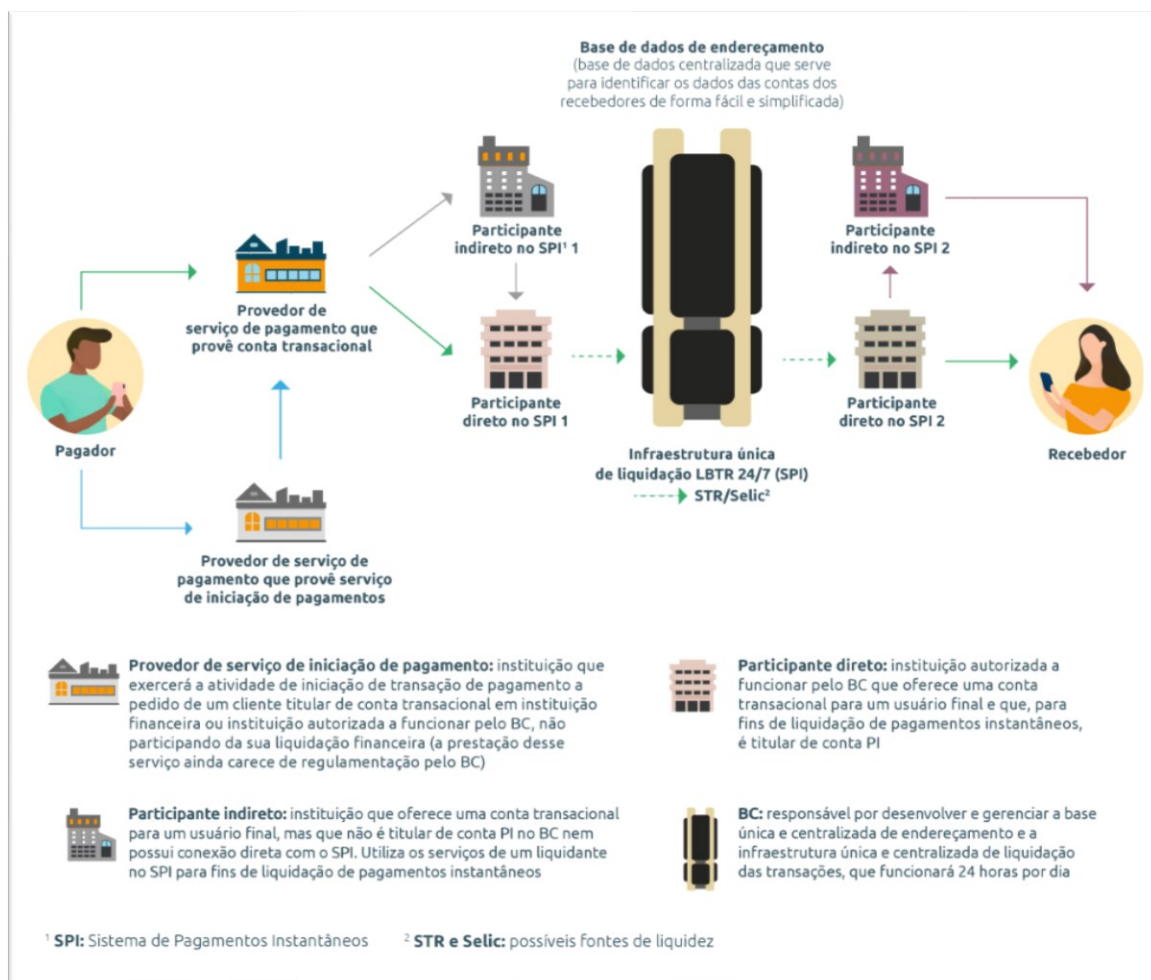 Base de dados de endereçamento
(base de dados centralizada que serve
para identificar os dados das contas dos
recebedores de forma fácil e simplificada)
Participante
indireto no SPI¹ 1
Participante
indireto no SPI 2
Provedor de
serviço de pagamento que
provê conta transacional
Participante
direto no SPI 1
Participante
direto no SPI 2
Pagador
Recebedor
Infraestrutura única
de liquidação LBTR 24/7 (SPI)
STR/Selic²
Provedor de serviço de
pagamento que provê serviço
de iniciação de pagamentos
Provedor de serviço de iniciação de pagamento: instituição que
exercerá a atividade de iniciação de transação de pagamento a
pedido de um cliente titular de conta transacional em instituição
financeira ou instituição autorizada a funcionar pelo BC, não
participando da sua liquidação financeira (a prestação desse
serviço ainda carece de regulamentação pelo BC)
Participante direto: instituição autorizada a
funcionar pelo BC que oferece uma conta
transacional para um usuário final e que, para
fins de liquidação de pagamentos instantâneos,
é titular de conta PI
Participante indireto: instituição que oferece uma conta transacional
para um usuário final, mas que não é titular de conta PI no BC nem
possui conexão direta com o SPI. Utiliza os serviços de um liquidante
no SPI para fins de liquidação de pagamentos instantâneos
BC: responsável por desenvolver e gerenciar a base
única e centralizada de endereçamento e a
infraestrutura única e centralizada de liquidação
das transações, que funcionará 24 horas por dia
¹ SPI: Sistema de Pagamentos Instantâneos
² STR e Selic: possíveis fontes de liquidez